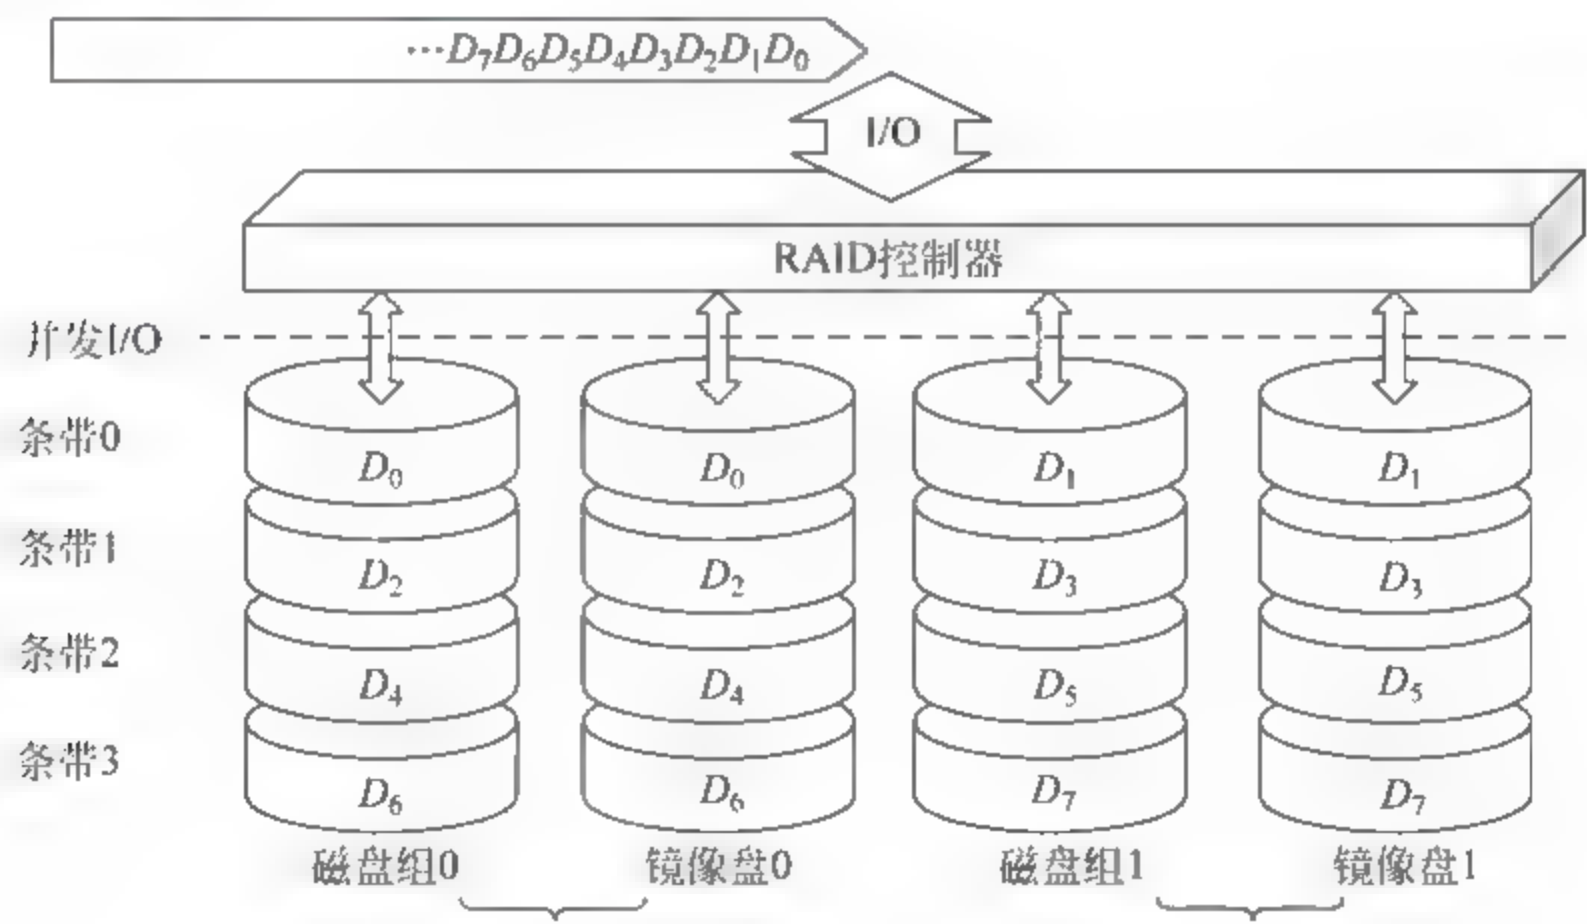 …D₇D₆D₅D₄D₃D₂D₁D₀
I/O
RAID控制器
并发I/O
条带0
D₀ D₀ D₁ D₁
条带1
D₂ D₂ D₃ D₃
条带2
D₄ D₄ D₅ D₅
条带3
D₆ D₆ D₇ D₇
磁盘组0 镜像盘0 磁盘组1 镜像盘1